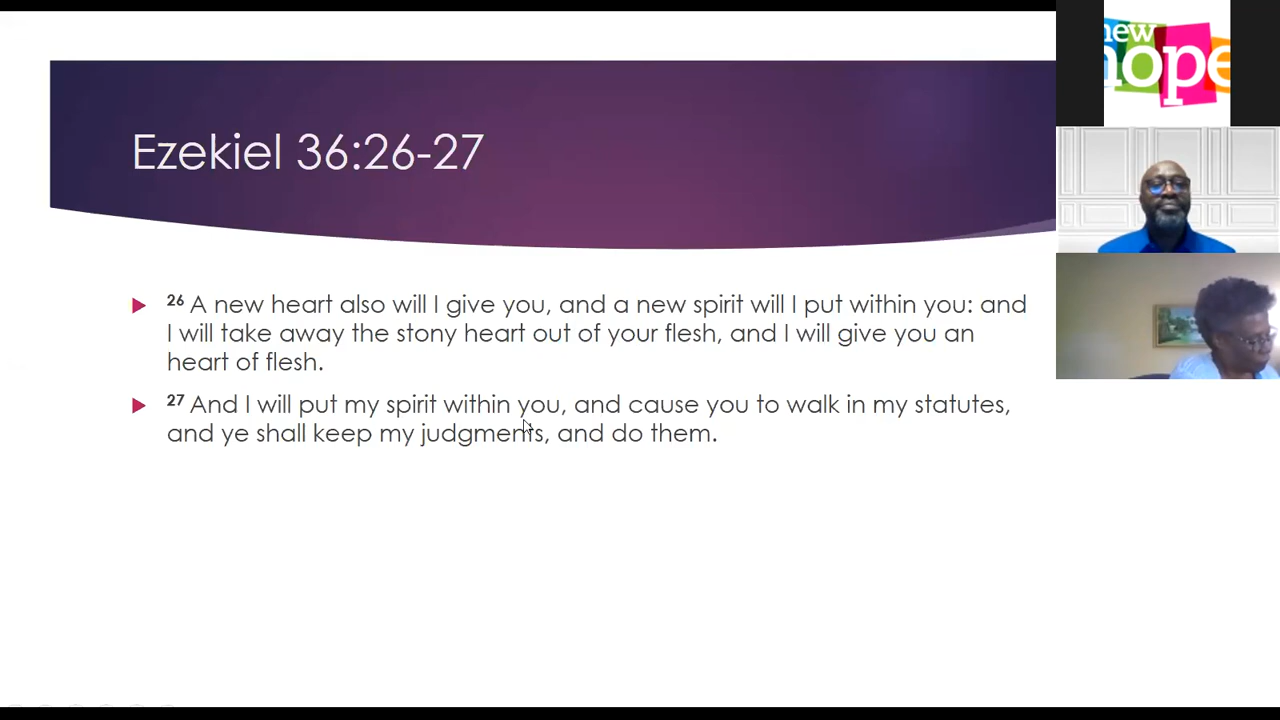 Ezekiel 36:26-27
26 A new heart also will I give you, and a new spirit will I put within you: and
I will take away the stony heart out of your flesh, and I will give you an
heart of flesh.
27 And I will put my spirit within you, and cause you to walk in my statutes,
and ye shall keep my judgments, and do them.
new
hope